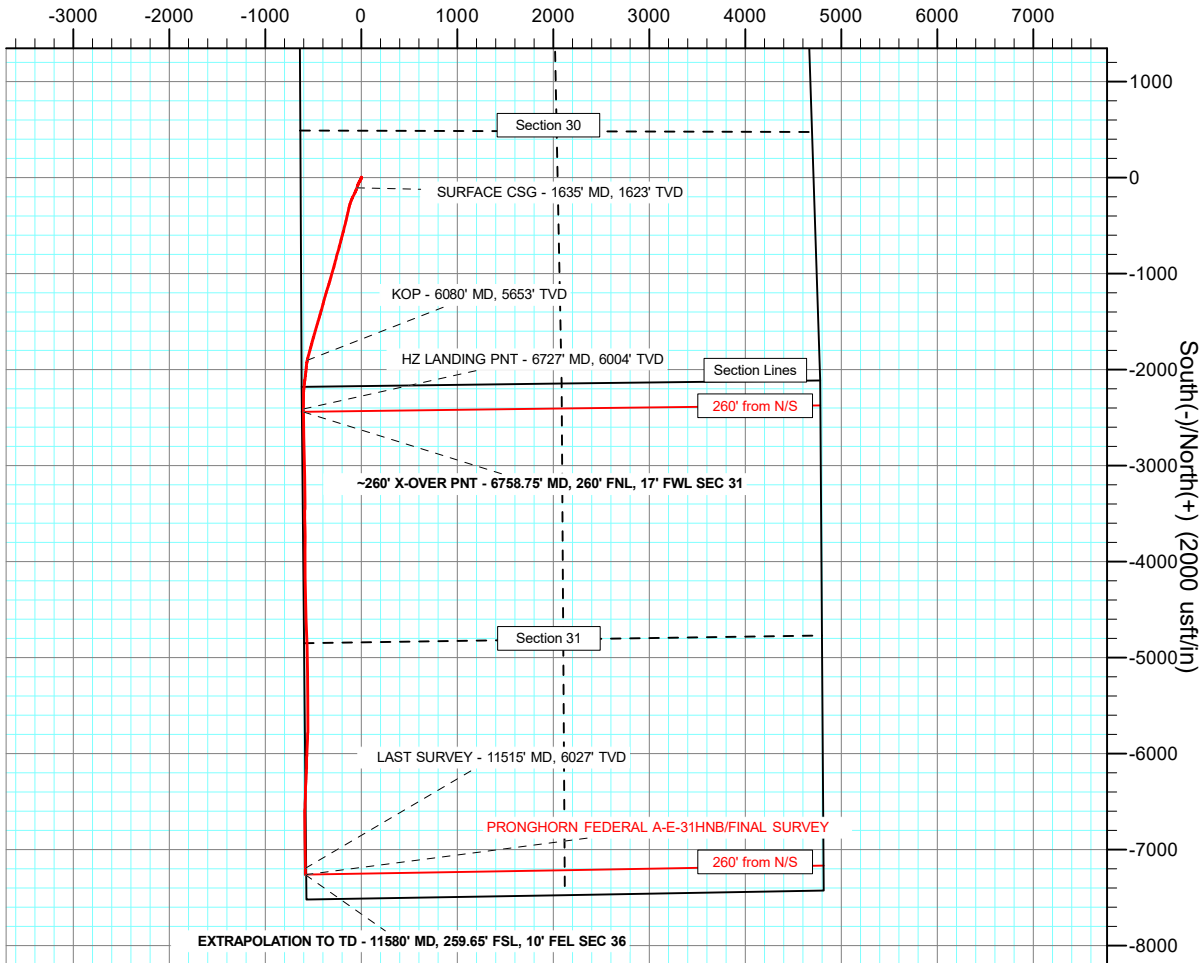 -3000 -2000 -1000 0 1000 2000 3000 4000 5000 6000 7000
1000
Section 30
0
SURFACE CSG - 1635' MD, 1623' TVD
-1000
KOP - 6080' MD, 5653' TVD
HZ LANDING PNT - 6727' MD, 6004' TVD
Section Lines
-2000
260' from N/S
-3000
~260' X-OVER PNT - 6758.75' MD, 260' FNL, 17' FWL SEC 31
South(-)/North(+) (2000 usft/in)
-4000
Section 31
-5000
LAST SURVEY - 11515' MD, 6027' TVD
-6000
PRONGHORN FEDERAL A-E-31HNB/FINAL SURVEY
260' from N/S
-7000
EXTRAPOLATION TO TD - 11580' MD, 259.65' FSL, 10' FEL SEC 36
-8000